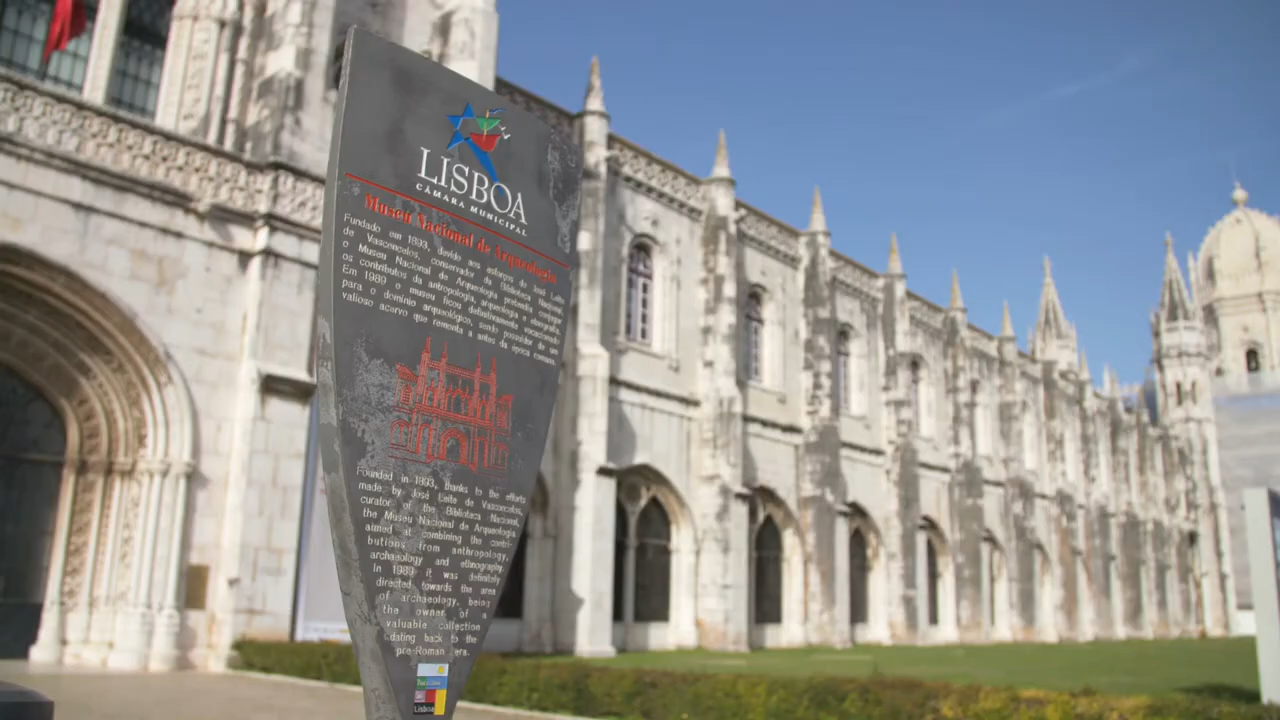 LISBOA
CÂMARA MUNICIPAL
Museu Nacional de Arqueologia
Fundado em 1893, devido aos esforços de José Leite
de Vasconcelos, conservador da Biblioteca Nacional,
o Museu Nacional de Arqueologia pretendia conjugar
os contributos da antropologia, arqueologia e etnografia.
Em 1989 o museu ficou definitivamente vocacionado
para o domínio arqueológico, sendo possuidor de um
valioso acervo que remonta a antes da época romana.
Founded in 1893, thanks to the efforts
made by José Leite de Vasconcelos,
curator of the Biblioteca Nacional,
the Museu Nacional de Arqueologia
aimed at combining the contri-
butions from anthropology,
archaeology and ethnography.
In 1989 it was definitely
directed towards the area
of archaeology, being
the owner of a
valuable collection
dating back to the
pre-Roman ers.
Lisboa